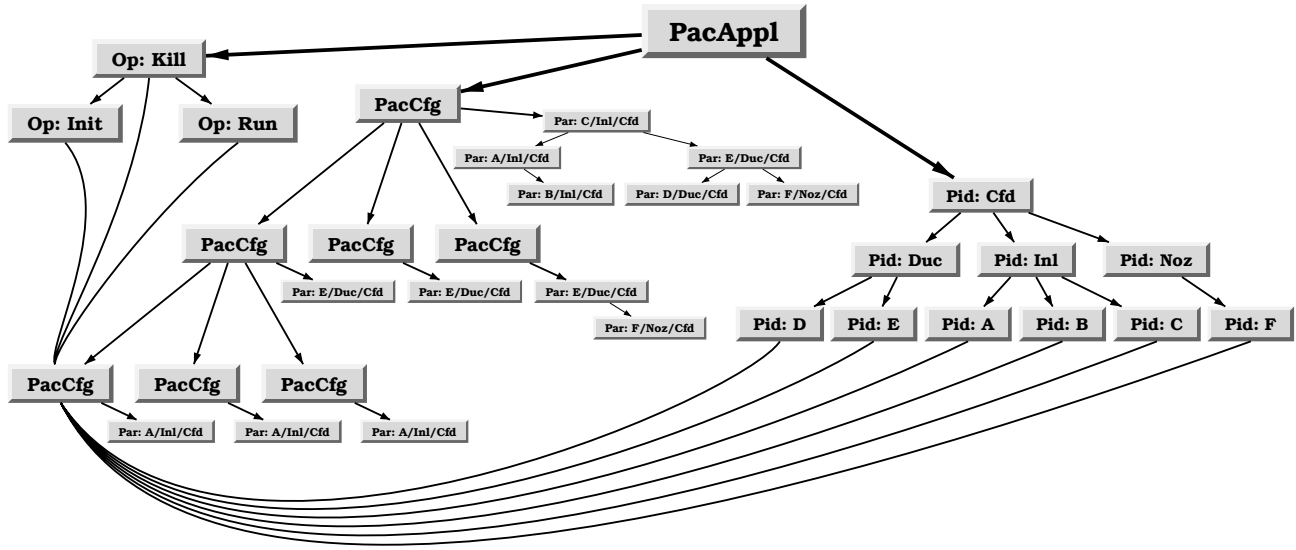 PacAppl
Op: Kill
PacCfg
Op: Init
Op: Run
Par: C/Inl/Cfd
Par: A/Inl/Cfd
Par: E/Duc/Cfd
Par: B/Inl/Cfd
Par: D/Duc/Cfd
Par: F/Noz/Cfd
Pid: Cfd
PacCfg
PacCfg
PacCfg
Pid: Duc
Pid: Inl
Pid: Noz
Par: E/Duc/Cfd
Par: E/Duc/Cfd
Par: E/Duc/Cfd
Par: F/Noz/Cfd
Pid: D
Pid: E
Pid: A
Pid: B
Pid: C
Pid: F
PacCfg
PacCfg
PacCfg
Par: A/Inl/Cfd
Par: A/Inl/Cfd
Par: A/Inl/Cfd